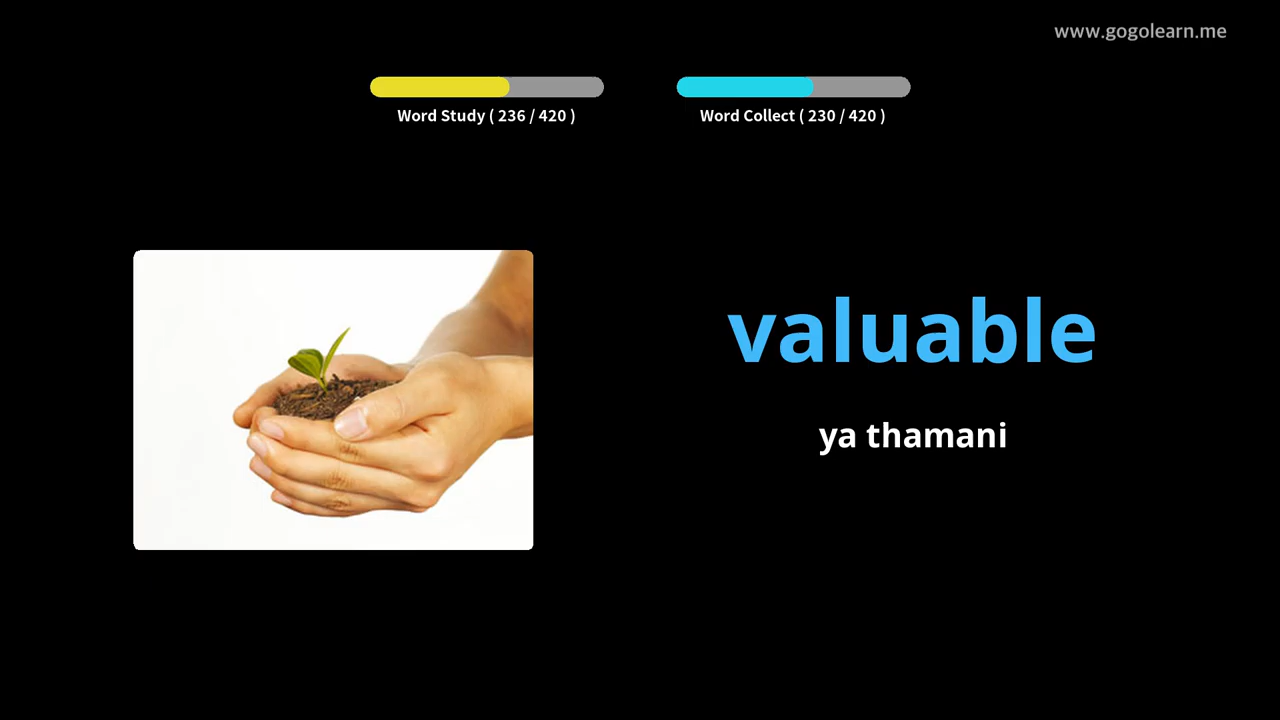 www.gogolearn.me
Word Study ( 236 / 420 )
Word Collect ( 230 / 420 )
valuable
ya thamani